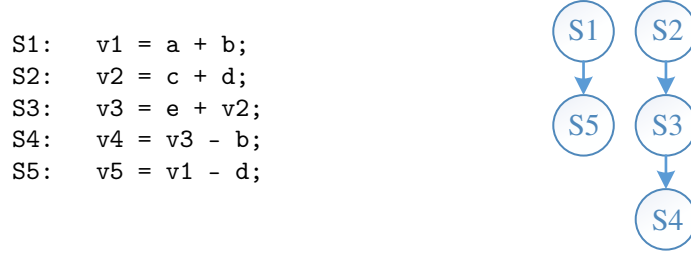 S1: v1 = a + b;
S2: v2 = c + d;
S3: v3 = e + v2;
S4: v4 = v3 - b;
S5: v5 = v1 - d;
S1 S2
S5 S3
S4